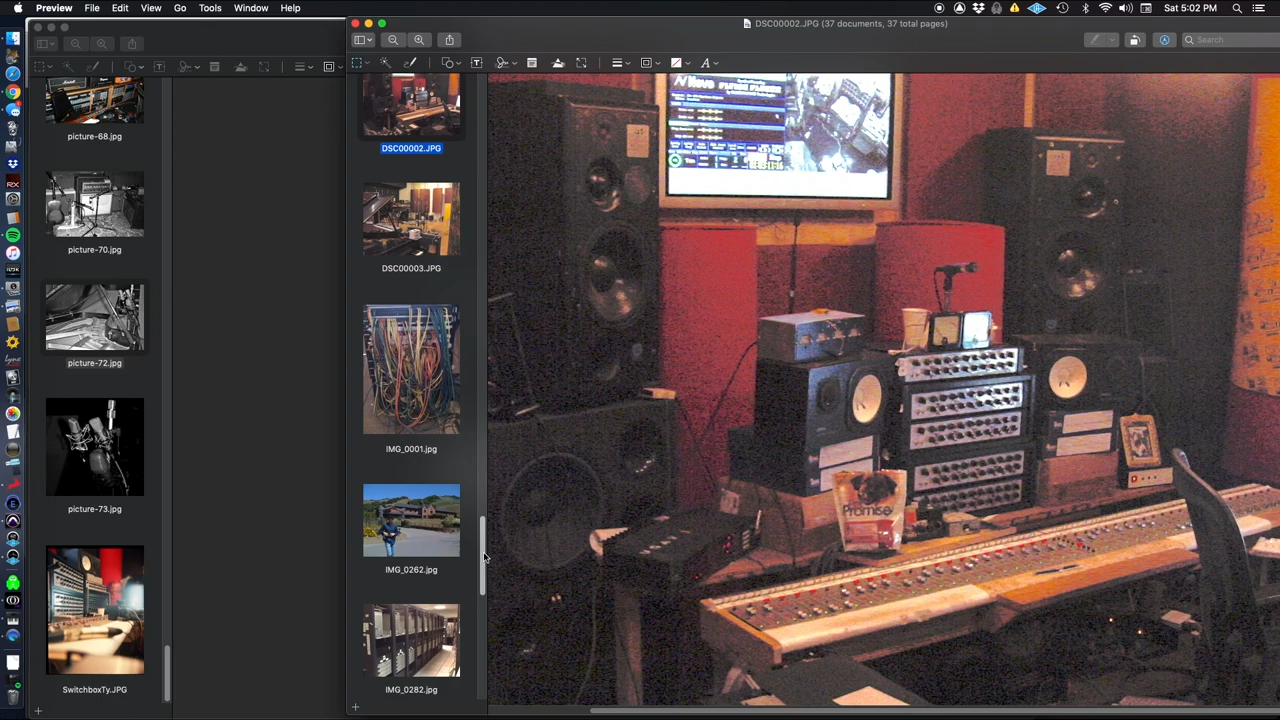 Preview File Edit View Go Tools Window Help
Sat 5:02 PM
DSC00002.JPG (37 documents, 37 total pages)
Search
picture-68.jpg
picture-70.jpg
picture-72.jpg
picture-73.jpg
SwitchboxTy.JPG
DSC00002.JPG
DSC00003.JPG
IMG_0001.jpg
IMG_0262.jpg
IMG_0282.jpg
Neve
Promise